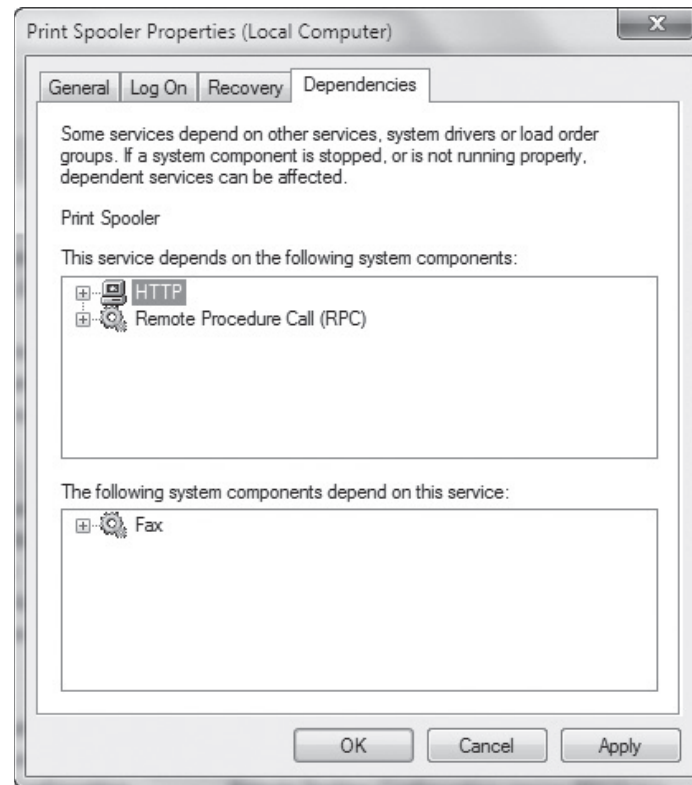 Print Spooler Properties (Local Computer)
X
General Log On Recovery Dependencies
Some services depend on other services, system drivers or load order
groups. If a system component is stopped, or is not running properly,
dependent services can be affected.
Print Spooler
This service depends on the following system components:
HTTP
Remote Procedure Call (RPC)
The following system components depend on this service:
Fax
OK Cancel Apply